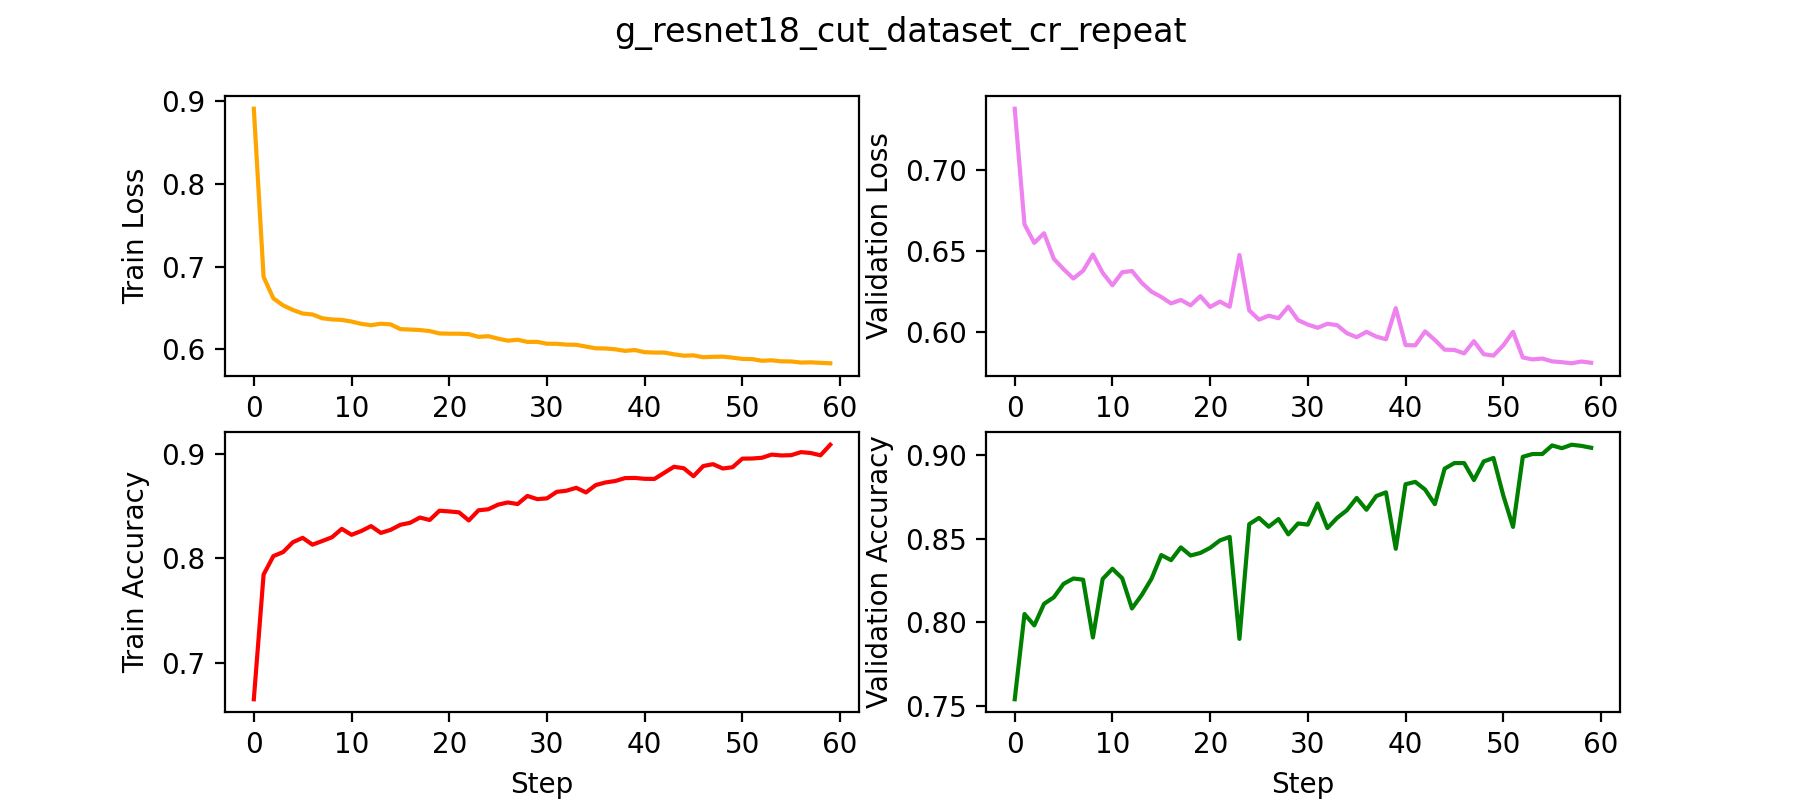 g_resnet18_cut_dataset_cr_repeat
Train Loss
0.9
0.8
0.7
0.6
0 10 20 30 40 50 60
Validation Loss
0.70
0.65
0.60
0 10 20 30 40 50 60
Train Accuracy
0.9
0.8
0.7
0 10 20 30 40 50 60
Step
Validation Accuracy
0.90
0.85
0.80
0.75
0 10 20 30 40 50 60
Step